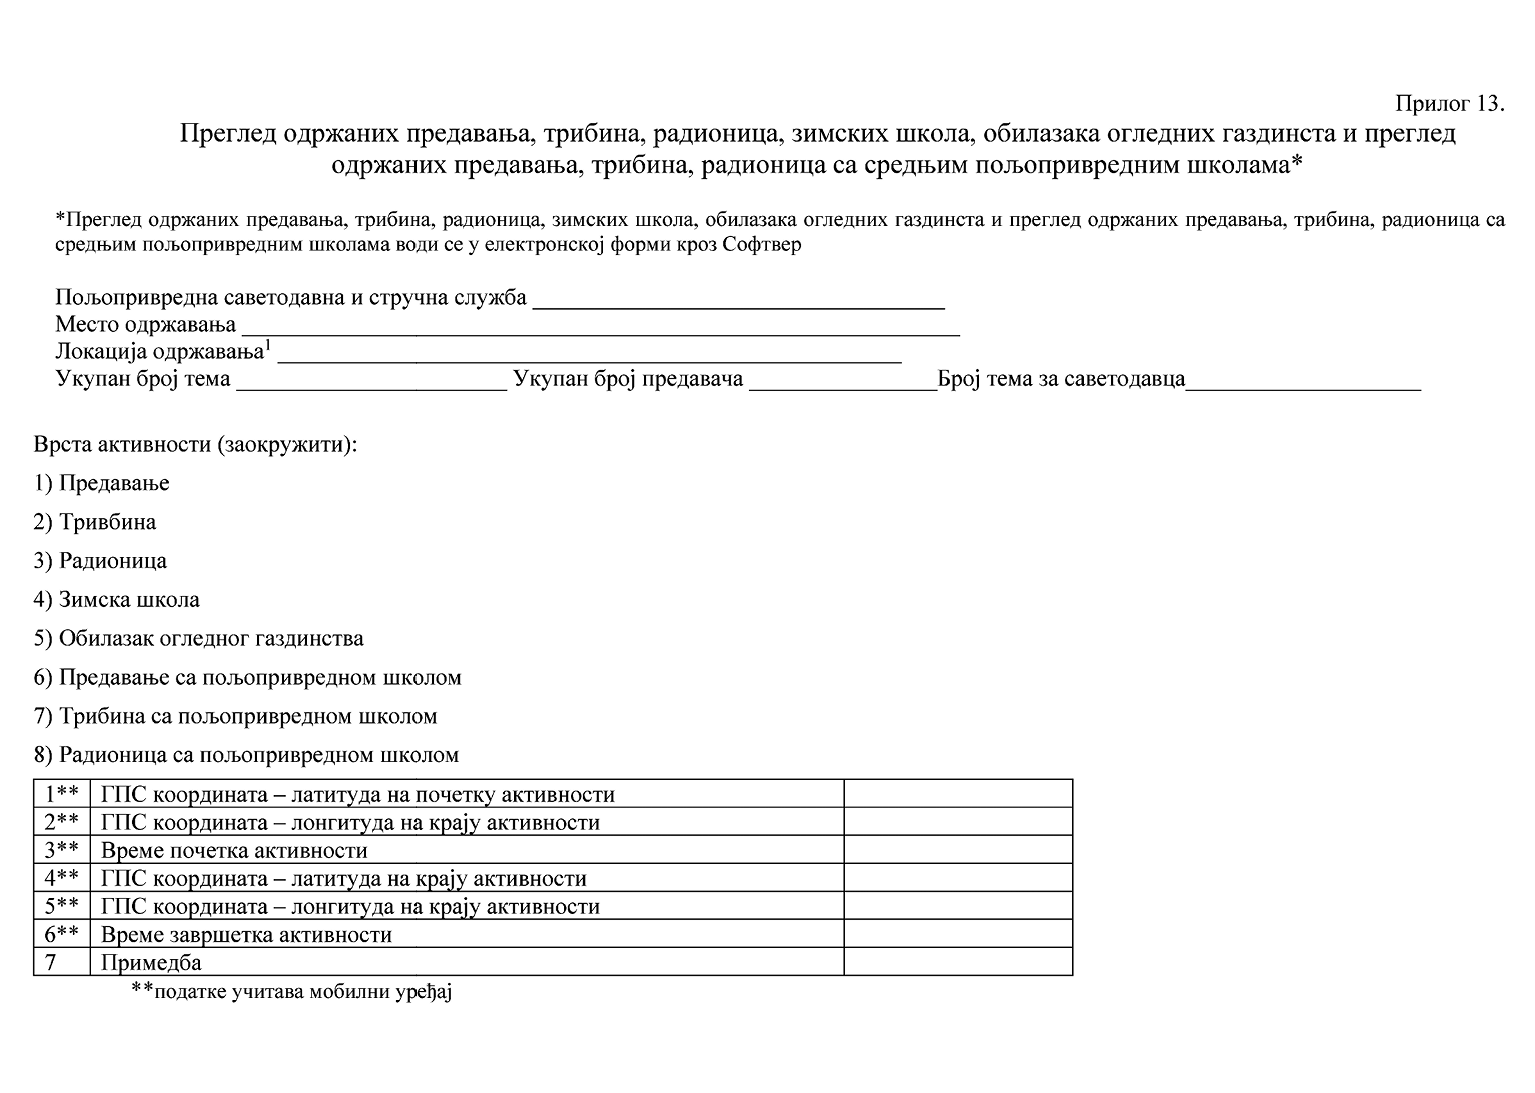 Прилог 13.
Преглед одржаних предавања, трибина, радионица, зимских школа, обилазака огледних газдинста и преглед
одржаних предавања, трибина, радионица са средњим пољопривредним школама*
*Преглед одржаних предавања, трибина, радионица, зимских школа, обилазака огледних газдинста и преглед одржаних предавања, трибина, радионица са
средњим пољопривредним школама води се у електронској форми кроз Софтвер
Пољопривредна саветодавна и стручна служба ___________________________________
Место одржавања _____________________________________________________________
Локација одржавања¹ _____________________________________________________
Укупан број тема _______________________ Укупан број предавача ________________Број тема за саветодавца____________________
Врста активности (заокружити):
1) Предавање
2) Тривбина
3) Радионица
4) Зимска школа
5) Обилазак огледног газдинства
6) Предавање са пољопривредном школом
7) Трибина са пољопривредном школом
8) Радионица са пољопривредном школом
1** ГПС координата – латитуда на почетку активности
2** ГПС координата – лонгитуда на крају активности
3** Време почетка активности
4** ГПС координата – латитуда на крају активности
5** ГПС координата – лонгитуда на крају активности
6** Време завршетка активности
7 Примедба
**податке учитава мобилни уређај